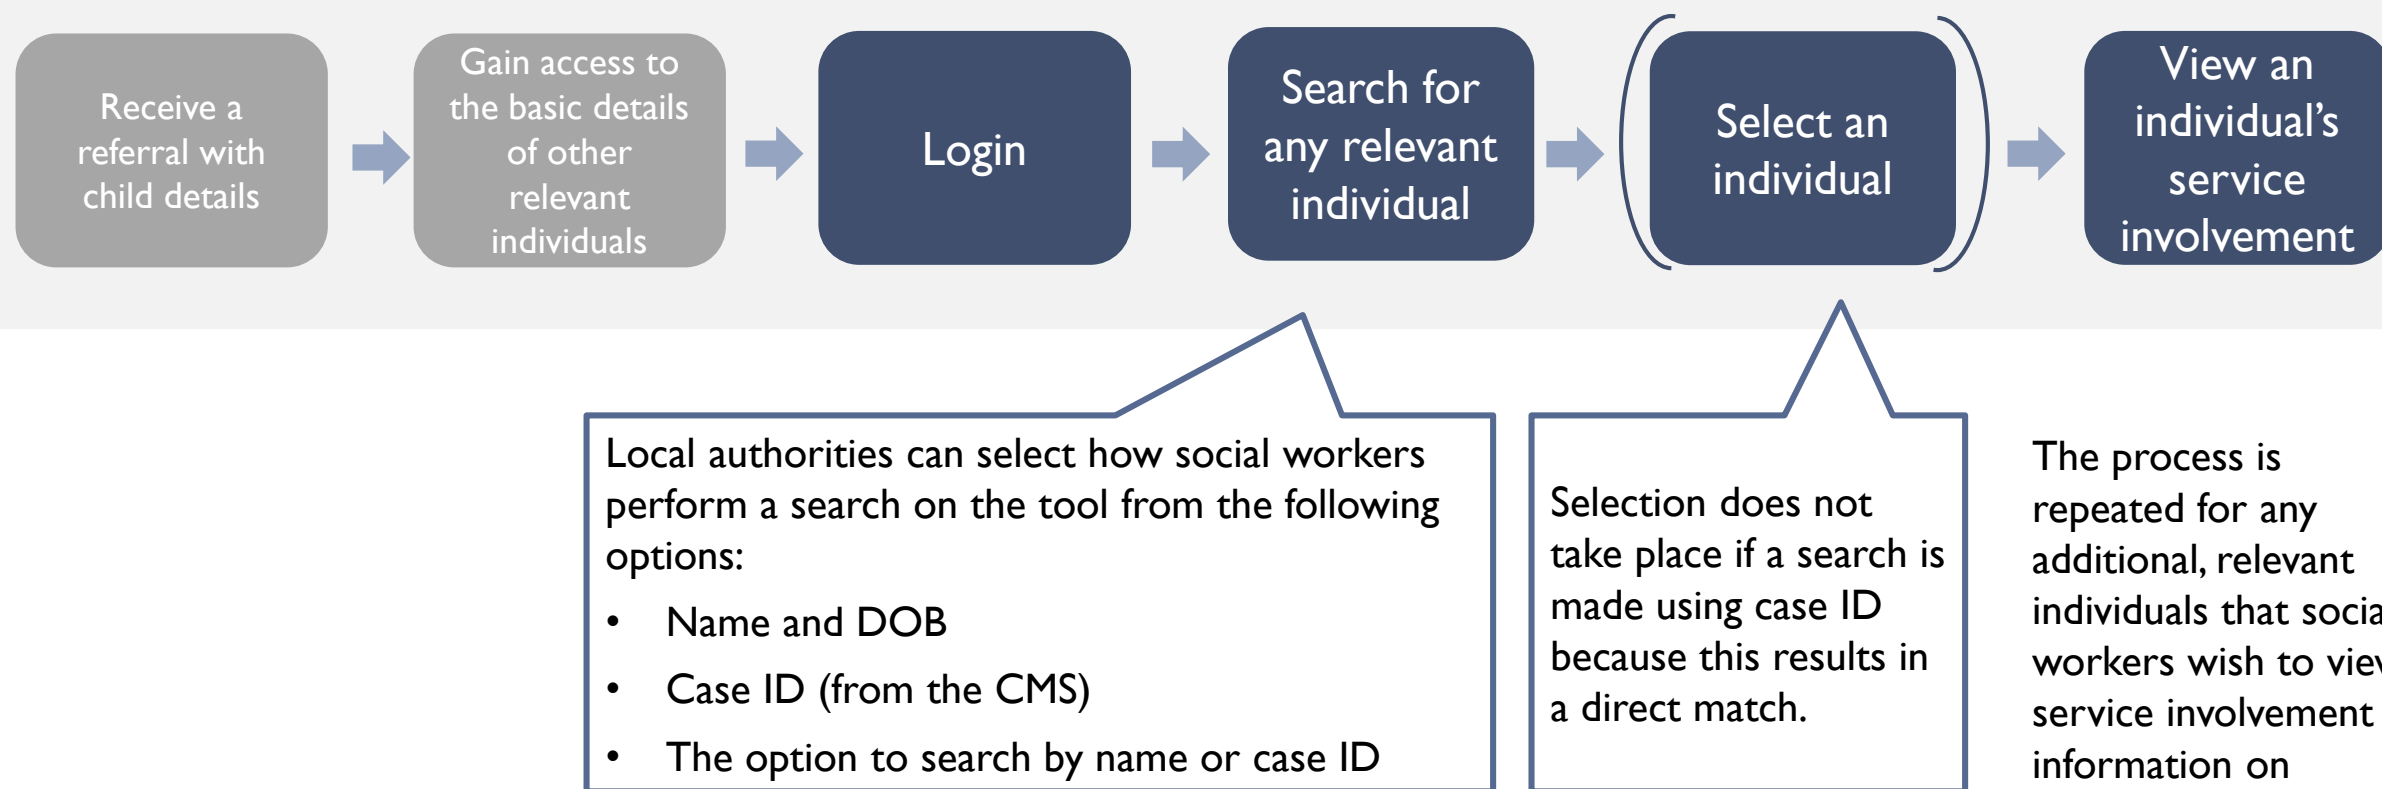 Receive a
referral with
child details
Gain access to
the basic details
of other
relevant
individuals
Login
Search for
any relevant
individual
Select an
individual
View an
individual’s
service
involvement
Local authorities can select how social workers
perform a search on the tool from the following
options:
• Name and DOB
• Case ID (from the CMS)
• The option to search by name or case ID
Selection does not
take place if a search is
made using case ID
because this results in
a direct match.
The process is
repeated for any
additional, relevant
individuals that social
workers wish to view
service involvement
information on